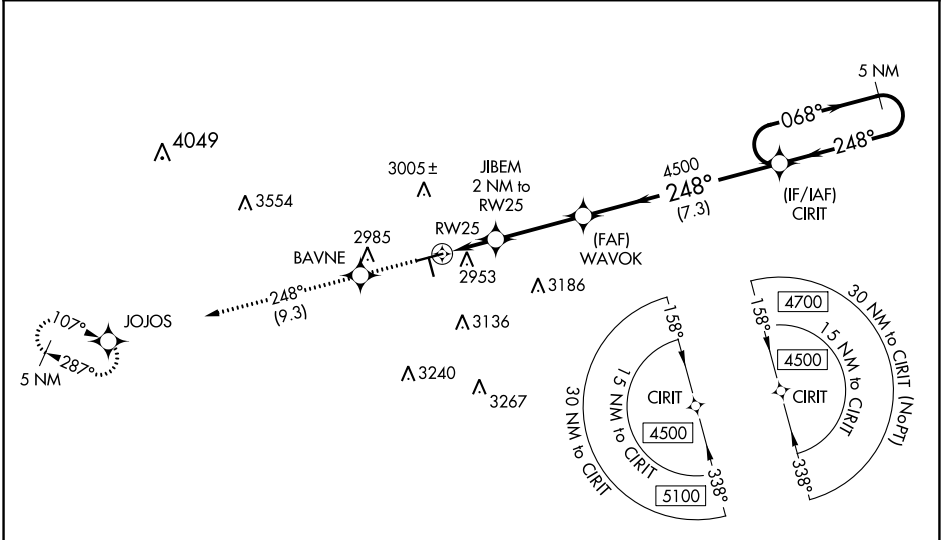 5 NM
068°
248°
4049
3005±
JIBEM
2 NM to
RW25
4500
248°
(7.3)
(IF/IAF)
CIRIT
3554
RW25
(FAF)
WAVOK
2985
BAVNE
2953
3186
248°
(9.3)
107°
JOJOS
287°
5 NM
3136
3240
3267
158°
CIRIT
4500
5100
338°
15 NM to CIRIT
30 NM to CIRIT
4700
158°
4500
CIRIT
338°
15 NM to CIRIT
30 NM to CIRIT (NoPT)